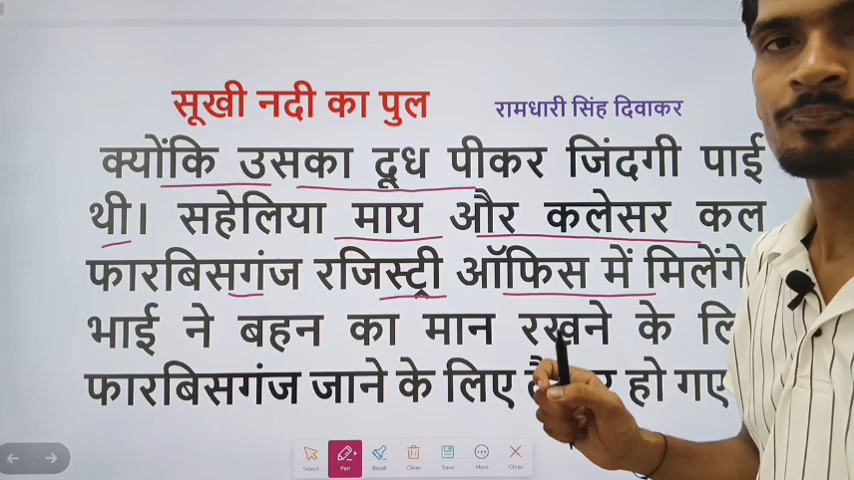 सूखी नदी का पुल रामधारी सिंह दिवाकर
क्योंकि उसका दूध पीकर जिंदगी पाई
थी। सहेलिया माय और कलेसर कल
फारबिसगंज रजिस्ट्री ऑफिस में मिलेंगे
भाई ने बहन का मान रखने के
फारबिसगंज जाने के लिए हो गए
Select Pen Brush Clean Save More Close